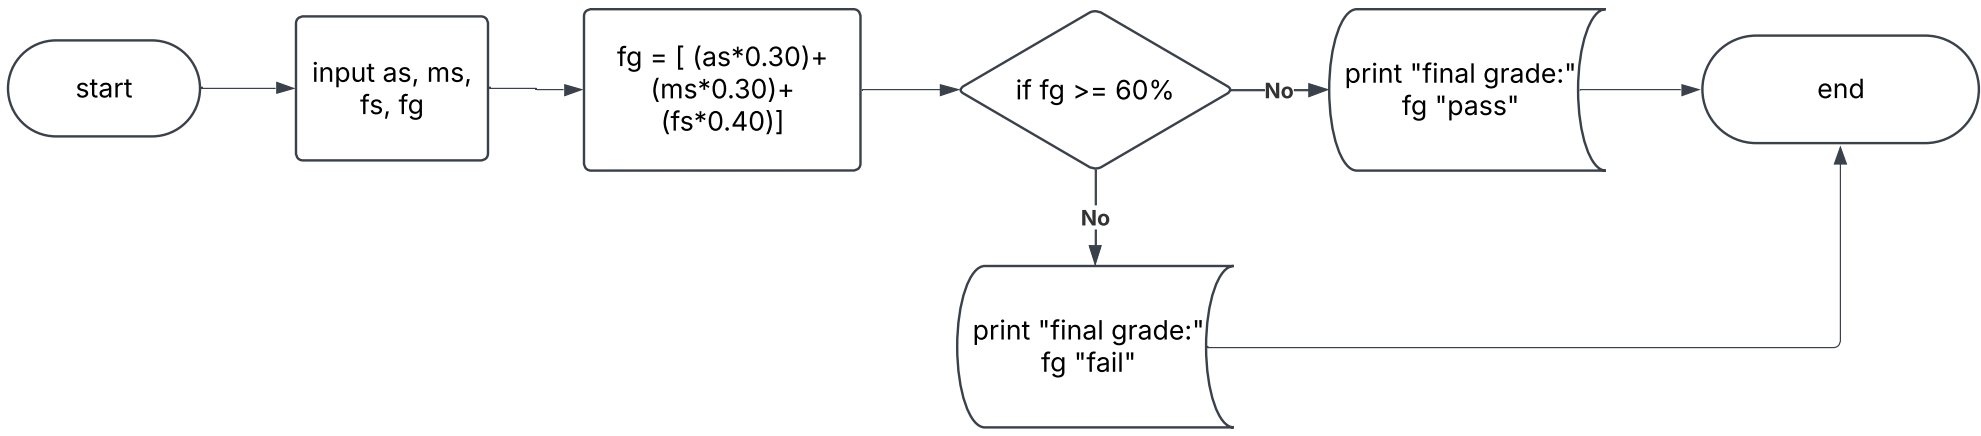 start
input as, ms,
fs, fg
fg = [ (as*0.30)+
(ms*0.30)+
(fs*0.40)]
if fg >= 60%
No
print "final grade:"
fg "pass"
end
No
print "final grade:"
fg "fail"